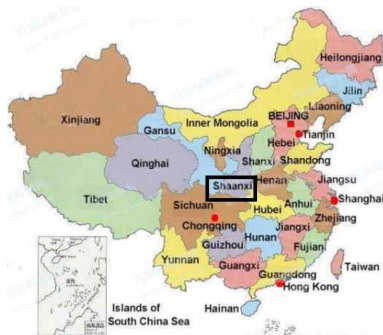 Heilongjiang
Jilin
Liaoning
Xinjiang
Inner Mongolia
BEIJING
Gansu
Tianjin
Hebei
Ningxia
Shanxi
Shandong
Qinghai
Shaanxi
Henan
Jiangsu
Tibet
Shanghai
Sichuan
Anhui
Hubei
Chongqing
Zhejiang
Hunan
Jiangxi
Guizhou
Fujian
Yunnan
Guangxi
Taiwan
Guangdong
Hong Kong
Hainan
Islands of
South China Sea